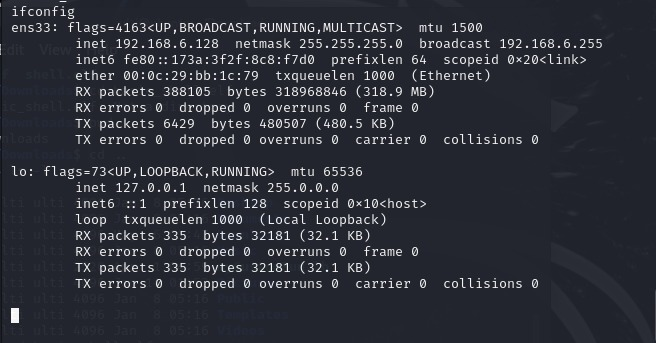 ifconfig
ens33: flags=4163<UP,BROADCAST,RUNNING,MULTICAST>  mtu 1500
        inet 192.168.6.128  netmask 255.255.255.0  broadcast 192.168.6.255
        inet6 fe80::173a:3f2f:8c8:f7d0  prefixlen 64  scopeid 0×20<link>
        ether 00:0c:29:bb:1c:79  txqueuelen 1000  (Ethernet)
        RX packets 388105  bytes 318968846 (318.9 MB)
        RX errors 0  dropped 0  overruns 0  frame 0
        TX packets 6429  bytes 480507 (480.5 KB)
        TX errors 0  dropped 0 overruns 0  carrier 0  collisions 0

lo: flags=73<UP,LOOPBACK,RUNNING>  mtu 65536
        inet 127.0.0.1  netmask 255.0.0.0
        inet6 ::1  prefixlen 128  scopeid 0×10<host>
        loop  txqueuelen 1000  (Local Loopback)
        RX packets 335  bytes 32181 (32.1 KB)
        RX errors 0  dropped 0  overruns 0  frame 0
        TX packets 335  bytes 32181 (32.1 KB)
        TX errors 0  dropped 0 overruns 0  carrier 0  collisions 0